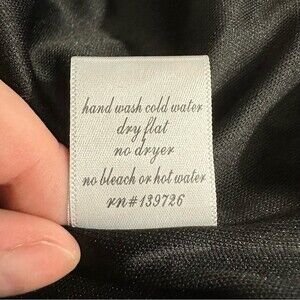 hand wash cold water
dry flat
no dryer
no bleach or hot water
rn#139726